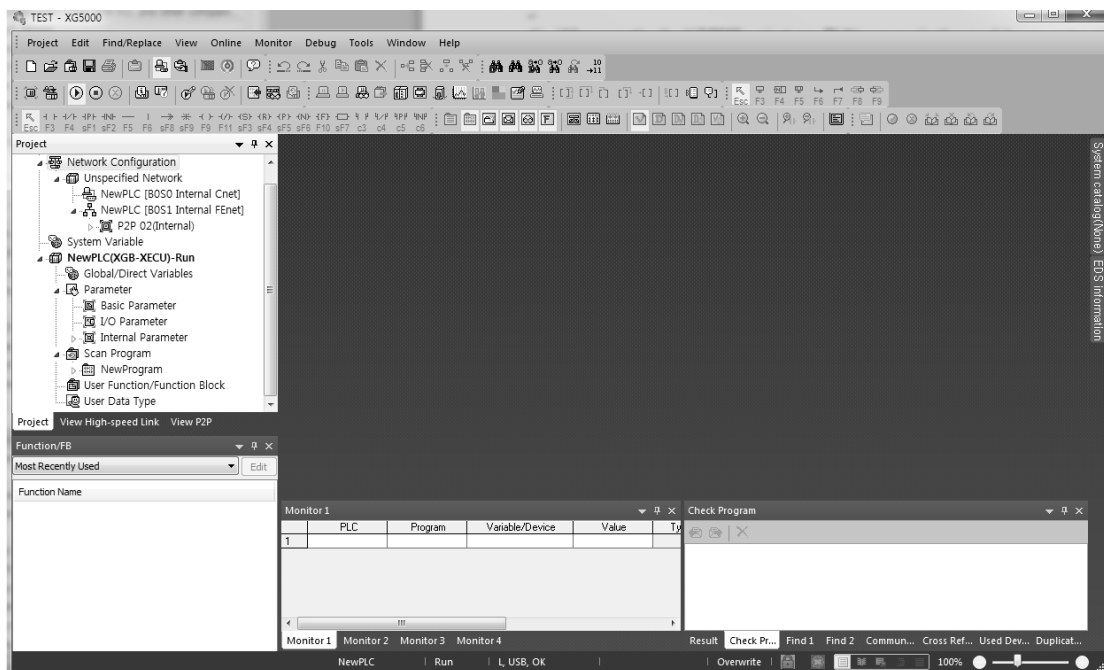 TEST - XG5000
Project Edit Find/Replace View Online Monitor Debug Tools Window Help
10
→11
Esc F3 F4 F5 F6 F7 F8 F9
Esc F3 F4 sF1 sF2 F5 F6 sF8 sF9 F9 F11 sF3 sF4 sF5 sF6 F10 sF7 c3 c4 c5 c6
Project
Network Configuration
Unspecified Network
NewPLC [B0S0 Internal Cnet]
NewPLC [B0S1 Internal FEnet]
P2P 02(Internal)
System Variable
NewPLC(XGB-XECU)-Run
Global/Direct Variables
Parameter
Basic Parameter
I/O Parameter
Internal Parameter
Scan Program
NewProgram
User Function/Function Block
User Data Type
Project View High-speed Link View P2P
Function/FB
Most Recently Used Edit
Function Name
System catalog(None)
EDS information
Monitor 1
PLC Program Variable/Device Value Ty
1
Monitor 1 Monitor 2 Monitor 3 Monitor 4
Check Program
Result Check Pr... Find 1 Find 2 Commun... Cross Ref... Used Dev... Duplicat...
NewPLC Run L, USB, OK Overwrite 100%